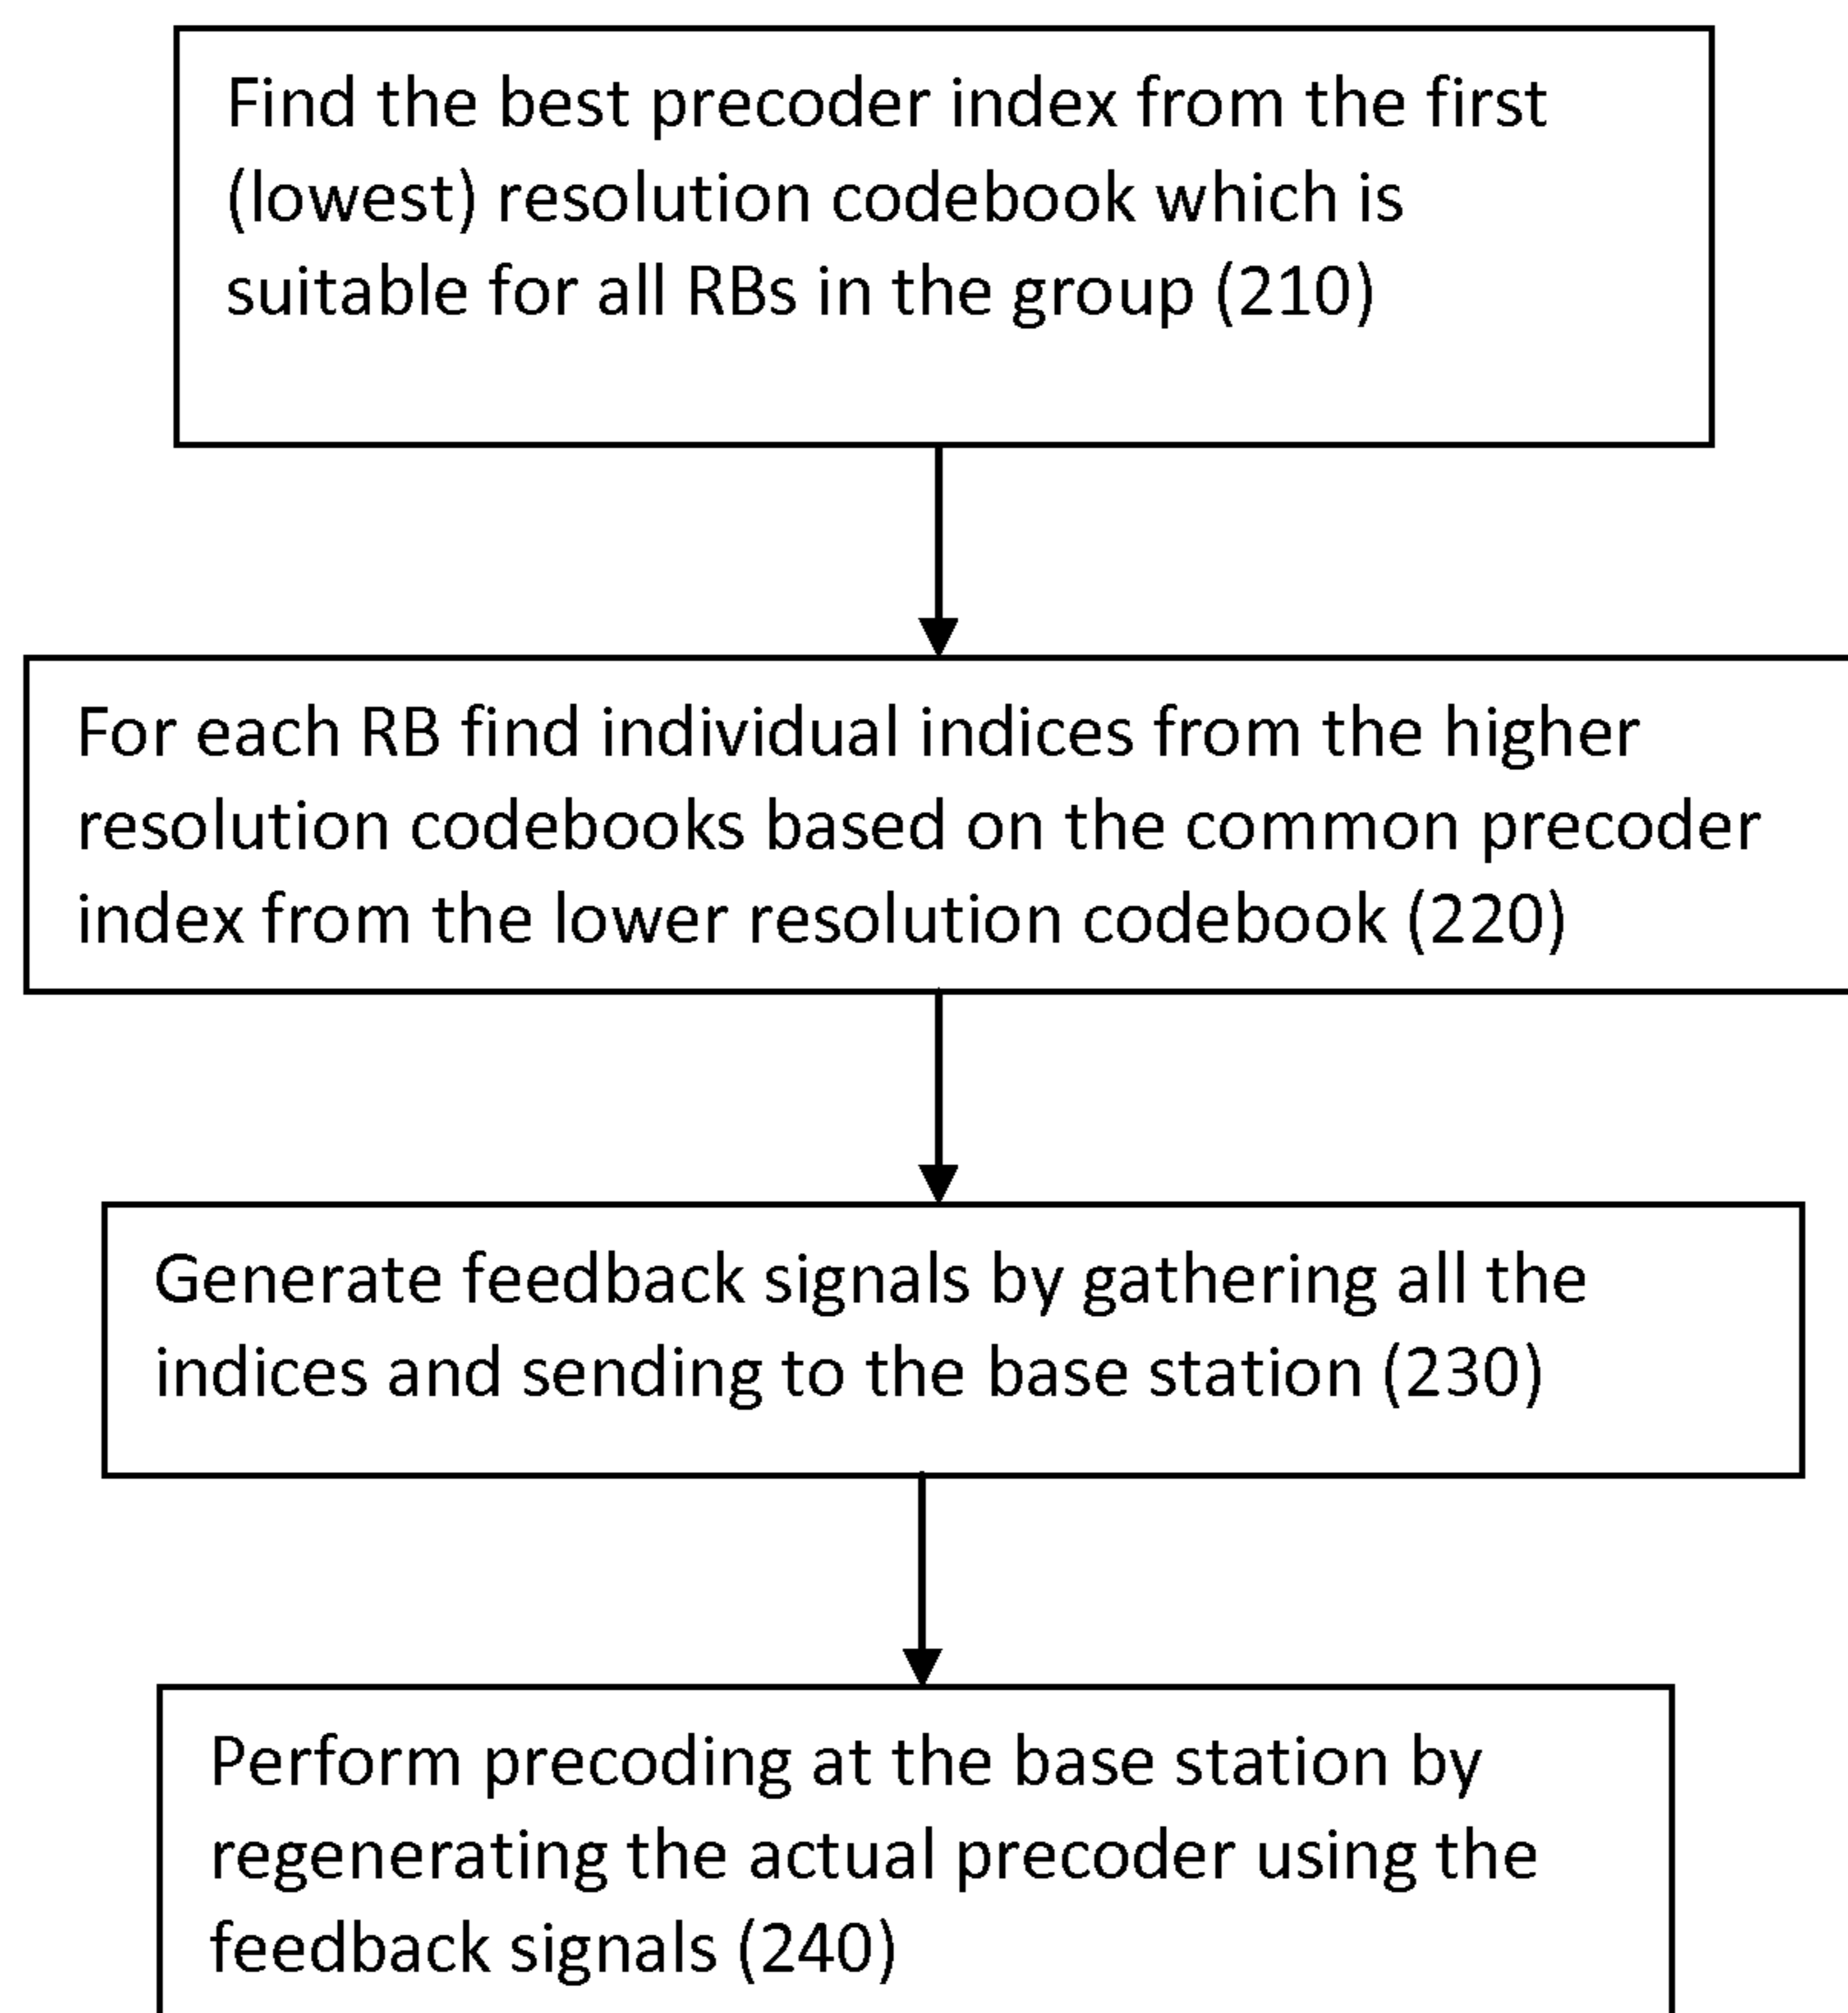 Find the best precoder index from the first
(lowest) resolution codebook which is
suitable for all RBs in the group (210)
For each RB find individual indices from the higher
resolution codebooks based on the common precoder
index from the lower resolution codebook (220)
Generate feedback signals by gathering all the
indices and sending to the base station (230)
Perform precoding at the base station by
regenerating the actual precoder using the
feedback signals (240)